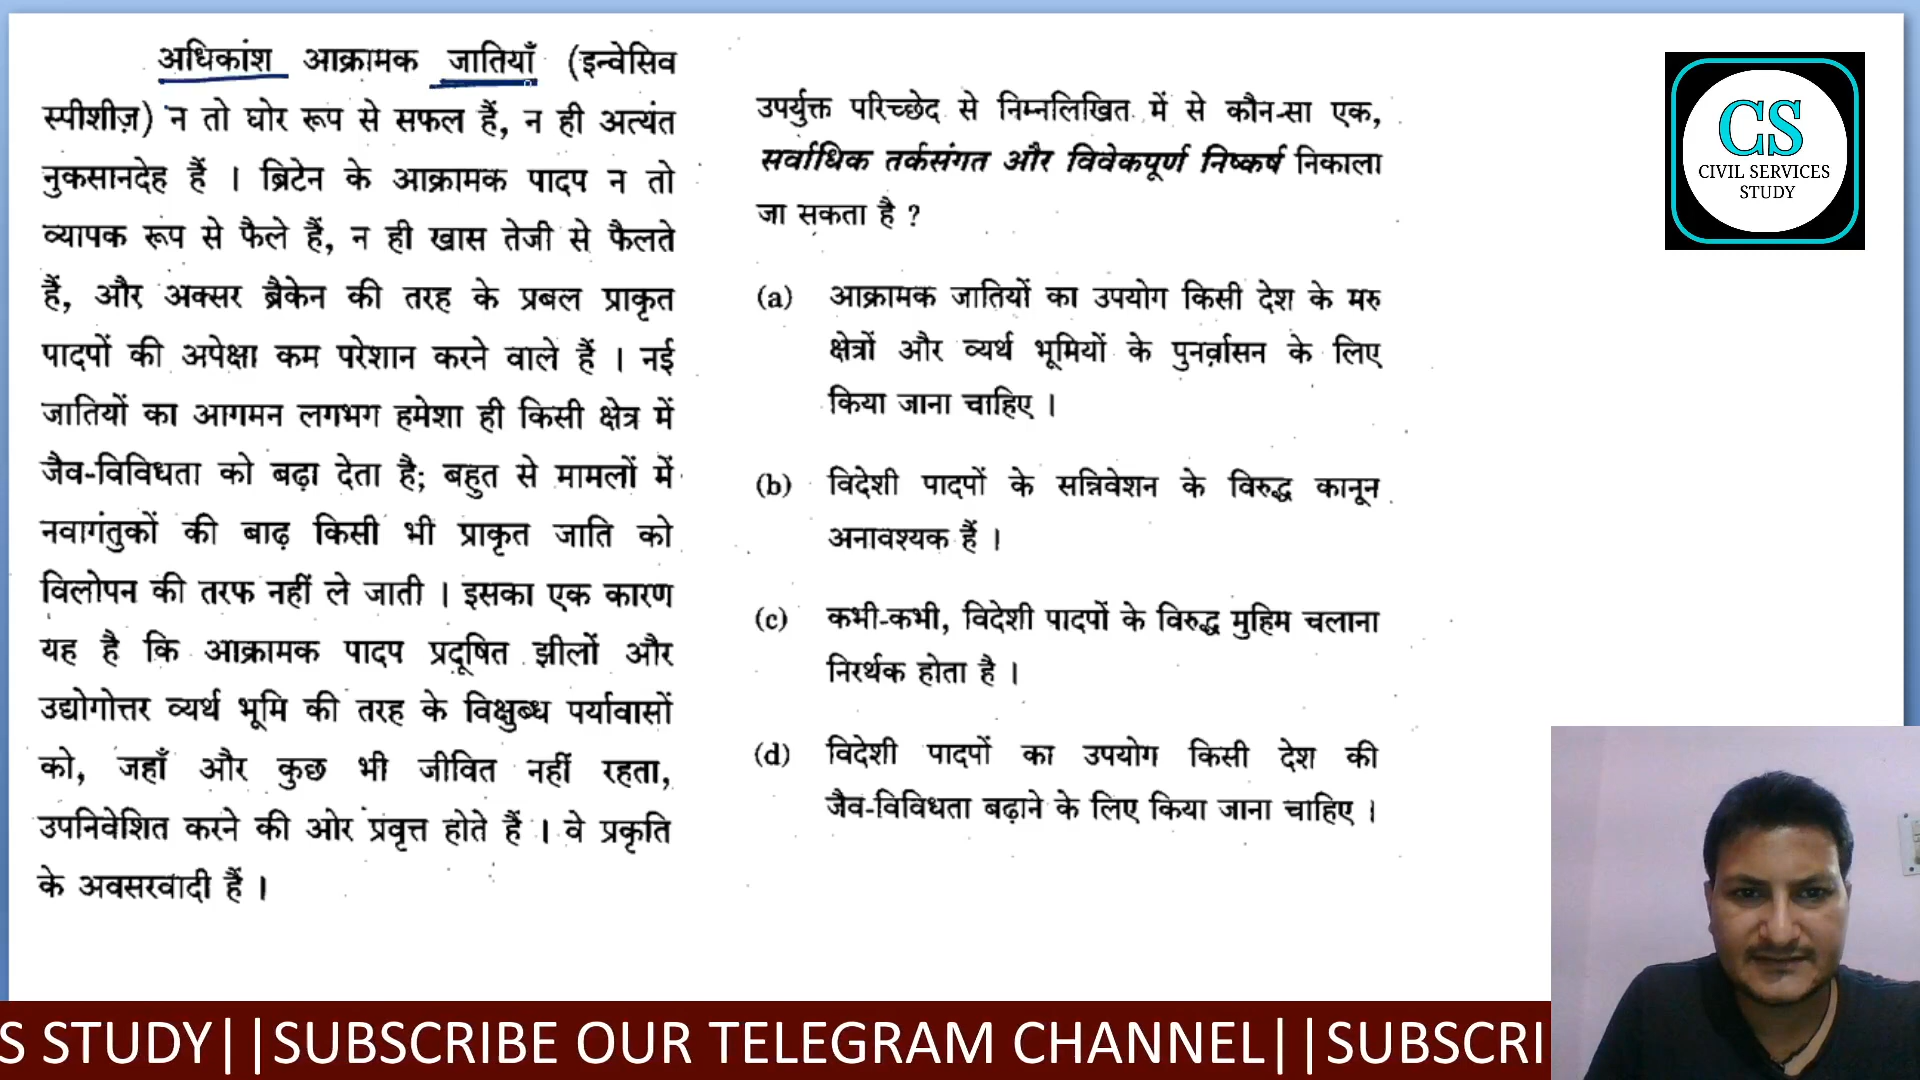 अधिकांश आक्रामक जातियाँ (इन्वेसिव
स्पीशीज़) न तो घोर रूप से सफल हैं, न ही अत्यंत
नुकसानदेह हैं । ब्रिटेन के आक्रामक पादप न तो
व्यापक रूप से फैले हैं, न ही खास तेजी से फैलते
हैं, और अक्सर ब्रैकेन की तरह के प्रबल प्राकृत
पादपों की अपेक्षा कम परेशान करने वाले हैं । नई
जातियों का आगमन लगभग हमेशा ही किसी क्षेत्र में
जैव-विविधता को बढ़ा देता है; बहुत से मामलों में
नवागंतुकों की बाढ़ किसी भी प्राकृत जाति को
विलोपन की तरफ नहीं ले जाती । इसका एक कारण
यह है कि आक्रामक पादप प्रदूषित झीलों और
उद्योगोत्तर व्यर्थ भूमि की तरह के विक्षुब्ध पर्यावासों
को, जहाँ और कुछ भी जीवित नहीं रहता,
उपनिवेशित करने की ओर प्रवृत्त होते हैं । वे प्रकृति
के अवसरवादी हैं ।
उपर्युक्त परिच्छेद से निम्नलिखित में से कौन-सा एक,
सर्वाधिक तर्कसंगत और विवेकपूर्ण निष्कर्ष निकाला
जा सकता है ?
(a) आक्रामक जातियों का उपयोग किसी देश के मरु
क्षेत्रों और व्यर्थ भूमियों के पुनर्वासन के लिए
किया जाना चाहिए ।
(b) विदेशी पादपों के सन्निवेशन के विरुद्ध कानून
अनावश्यक हैं ।
(c) कभी-कभी, विदेशी पादपों के विरुद्ध मुहिम चलाना
निरर्थक होता है ।
(d) विदेशी पादपों का उपयोग किसी देश की
जैव-विविधता बढ़ाने के लिए किया जाना चाहिए ।
CS
CIVIL SERVICES
STUDY
S STUDY||SUBSCRIBE OUR TELEGRAM CHANNEL||SUBSCRI